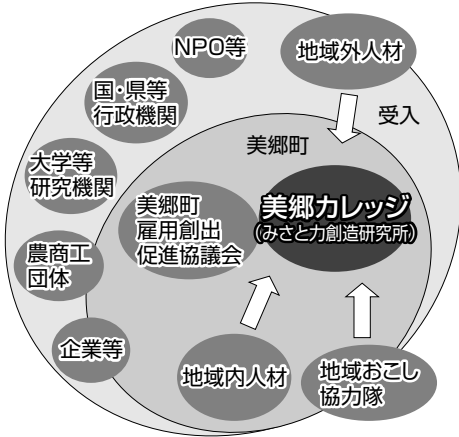 NPO等
地域外人材
国・県等
行政機関
受入
美郷町
大学等
研究機関
美郷町
雇用創出
促進協議会
美郷カレッジ
(みさと力創造研究所)
農商工
団体
企業等
地域内人材
地域おこし
協力隊